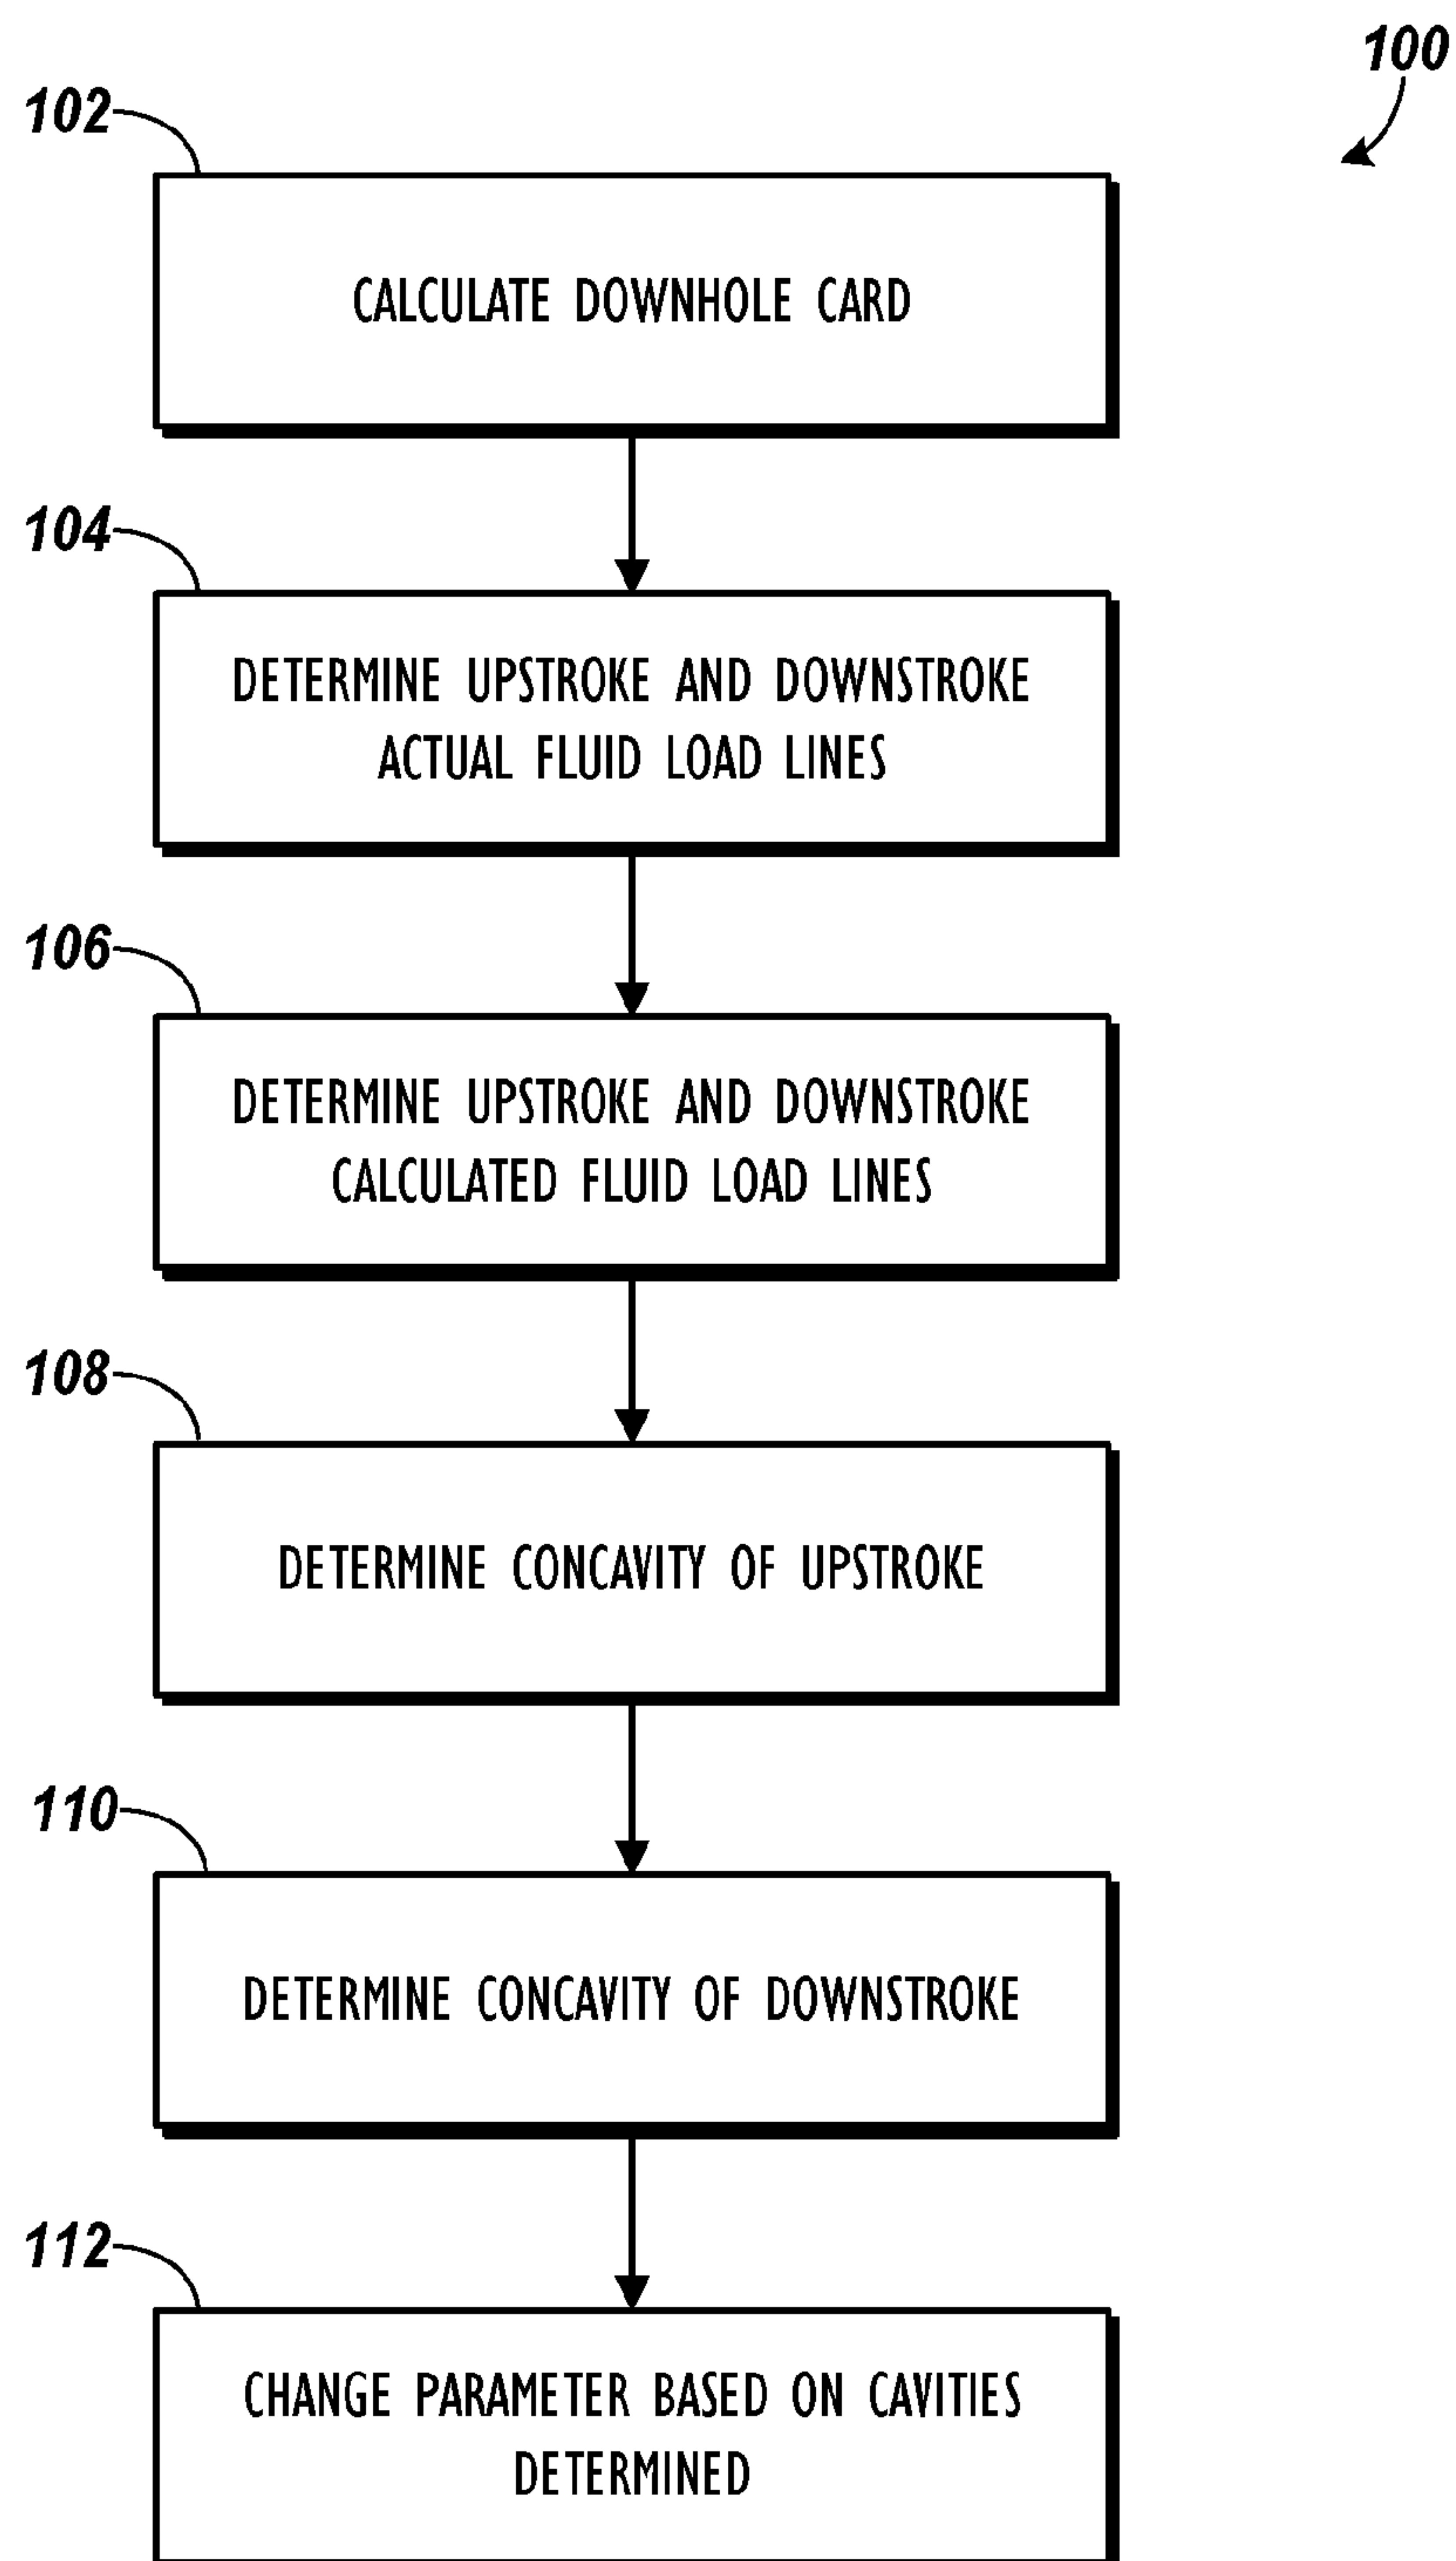 100
102
CALCULATE DOWNHOLE CARD
104
DETERMINE UPSTROKE AND DOWNSTROKE
ACTUAL FLUID LOAD LINES
106
DETERMINE UPSTROKE AND DOWNSTROKE
CALCULATED FLUID LOAD LINES
108
DETERMINE CONCAVITY OF UPSTROKE
110
DETERMINE CONCAVITY OF DOWNSTROKE
112
CHANGE PARAMETER BASED ON CAVITIES
DETERMINED